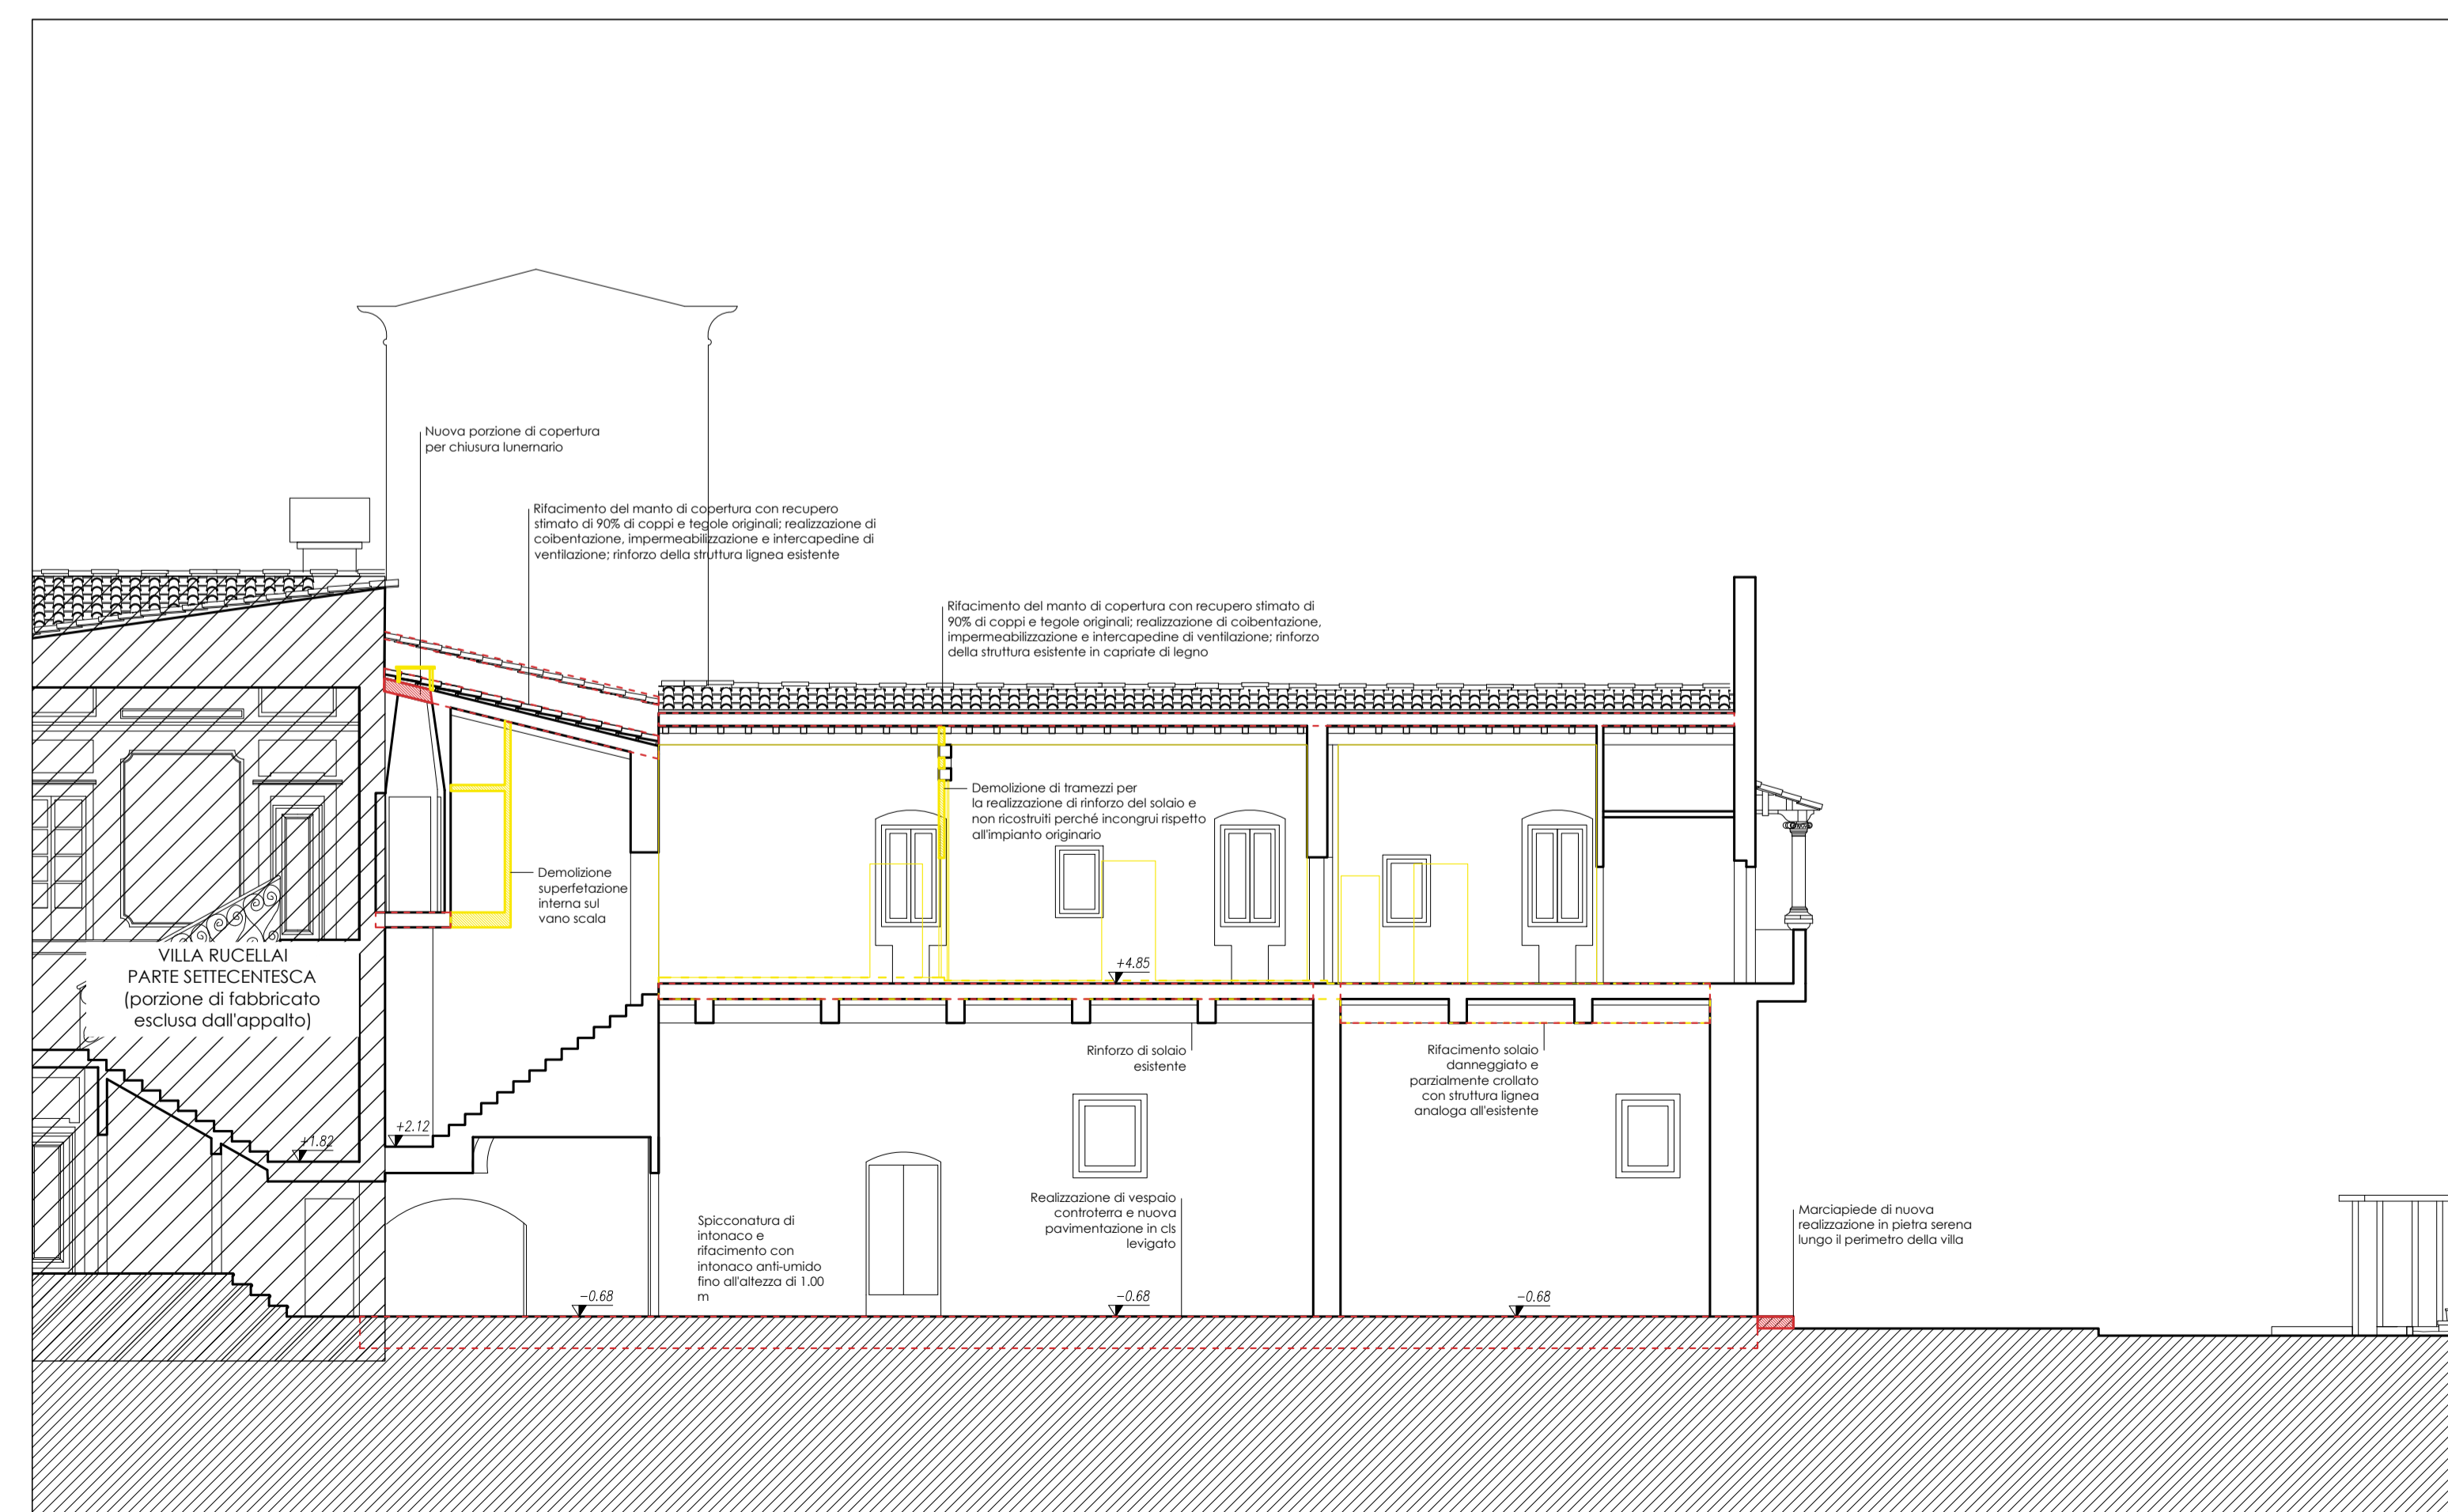 Nuova porzione di copertura
per chiusura lunernario
Rifacimento del manto di copertura con recupero
stimato di 90% di coppi e tegole originali; realizzazione di
coibentazione, impermeabilizzazione e intercapedine di
ventilazione; rinforzo della struttura lignea esistente
Rifacimento del manto di copertura con recupero stimato di
90% di coppi e tegole originali; realizzazione di coibentazione,
impermeabilizzazione e intercapedine di ventilazione; rinforzo
della struttura esistente in capriate di legno
Demolizione di tramezzi per
la realizzazione di rinforzo del solaio e
non ricostruiti perché incongrui rispetto
all'impianto originario
Demolizione
superfetazione
interna sul
vano scala
VILLA RUCELLAI
PARTE SETTECENTESCA
(porzione di fabbricato
esclusa dall'appalto)
+4.85
Rinforzo di solaio
esistente
Rifacimento solaio
danneggiato e
parzialmente crollato
con struttura lignea
analoga all'esistente
+2.12
+1.82
Realizzazione di vespaio
controterra e nuova
pavimentazione in cls
levigato
Spicconatura di
intonaco e
rifacimento con
intonaco anti-umido
fino all'altezza di 1.00
m
Marciapiede di nuova
realizzazione in pietra serena
lungo il perimetro della villa
-0.68
-0.68
-0.68